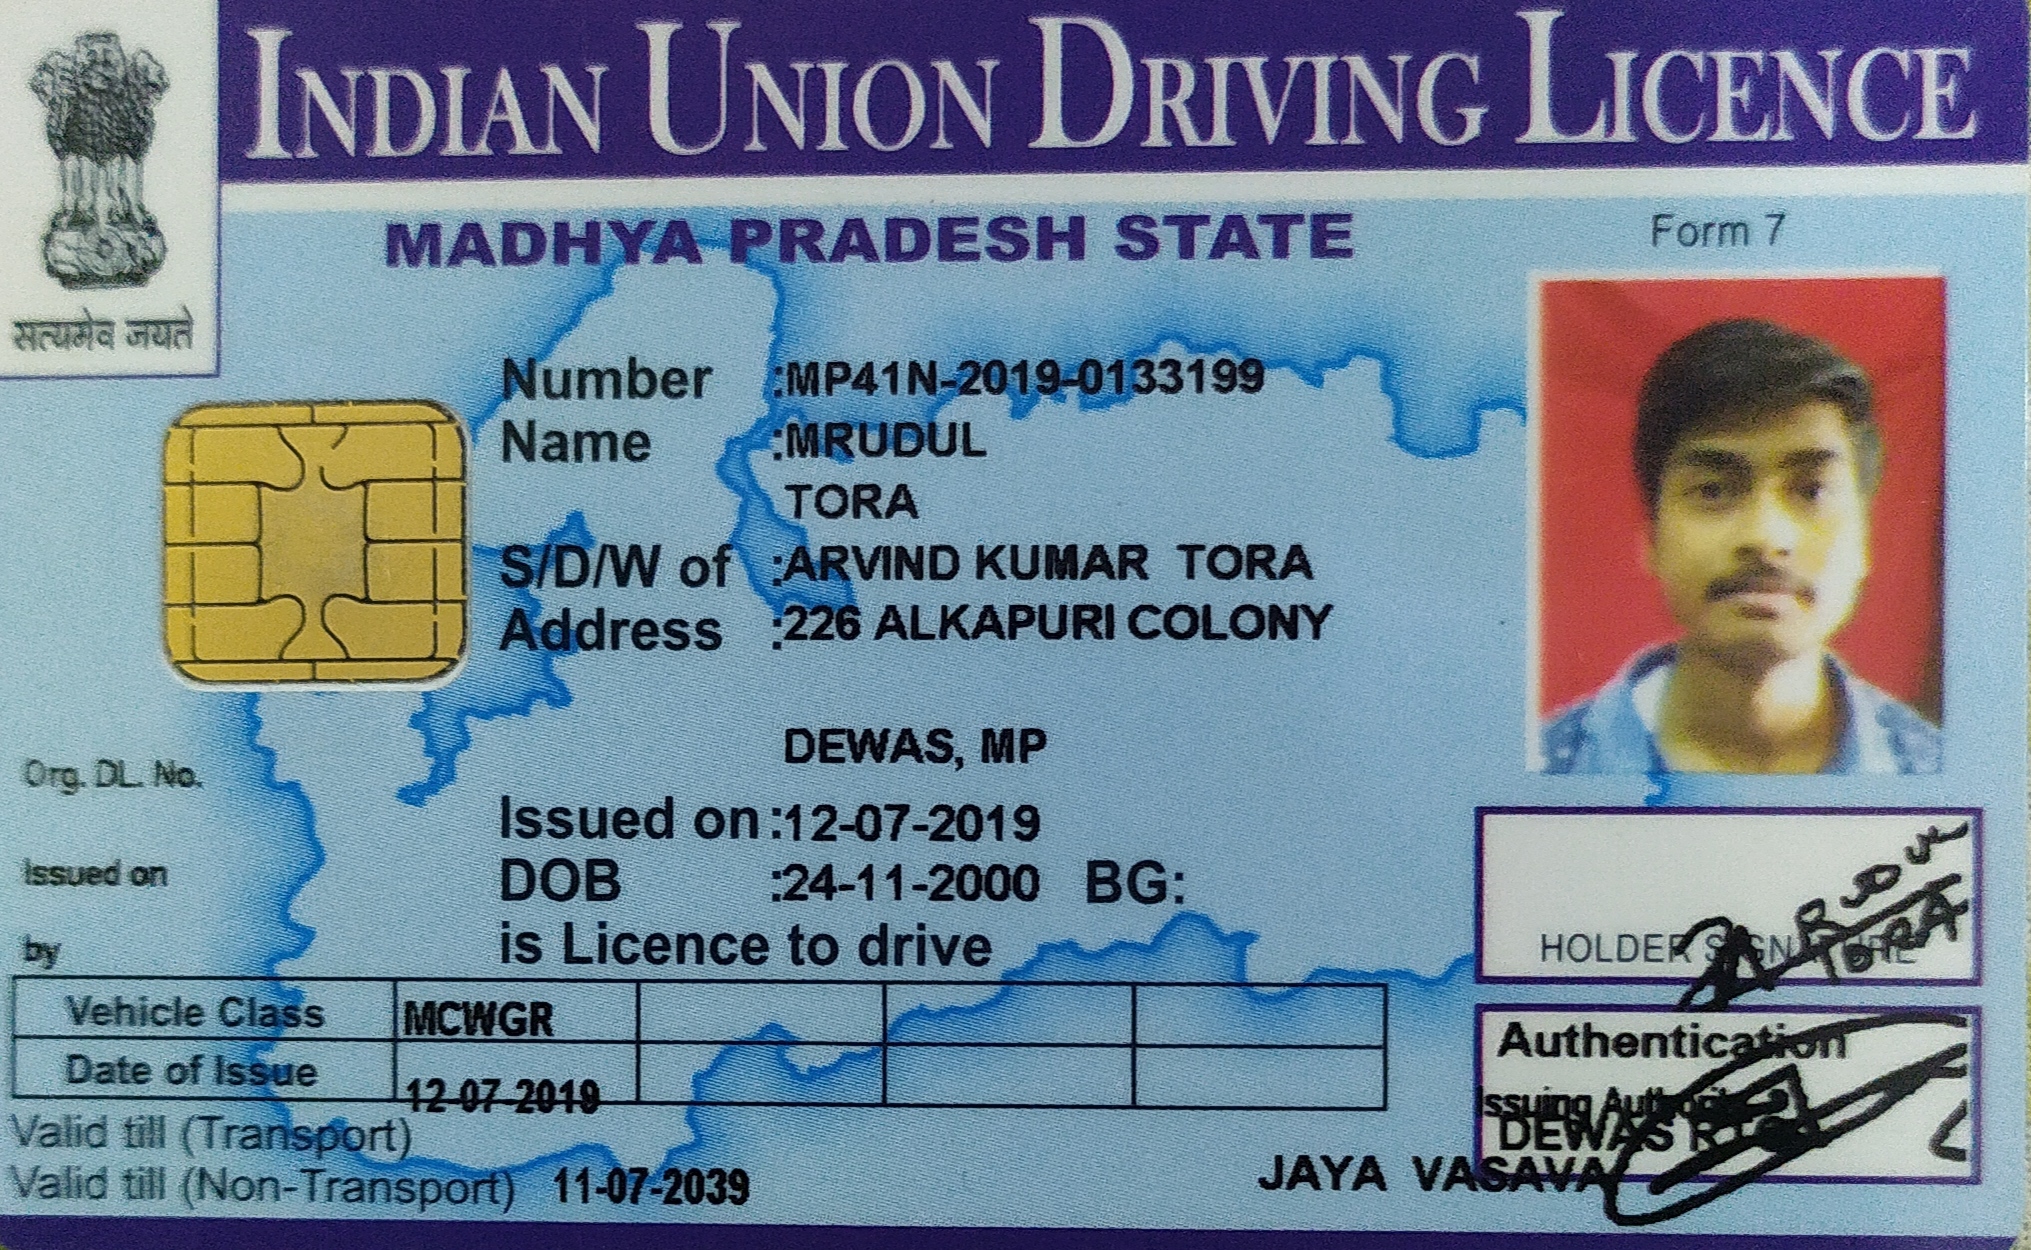 INDIAN UNION DRIVING LICENCE
सत्यमेव जयते
MADHYA PRADESH STATE
Form 7
Number :MP41N-2019-0133199
Name :MRUDUL
TORA
S/D/W of :ARVIND KUMAR TORA
Address :226 ALKAPURI COLONY
DEWAS, MP
Org. DL. No.
Issued on :12-07-2019
Issued on
DOB :24-11-2000 BG:
by
is Licence to drive
HOLDER SIGNATURE
TORA
Vehicle Class MCWGR
Date of Issue 12-07-2019
Authentication
Issuing Authority
DEWAS RTO
Valid till (Transport)
Valid till (Non-Transport) 11-07-2039
JAYA VASAVA